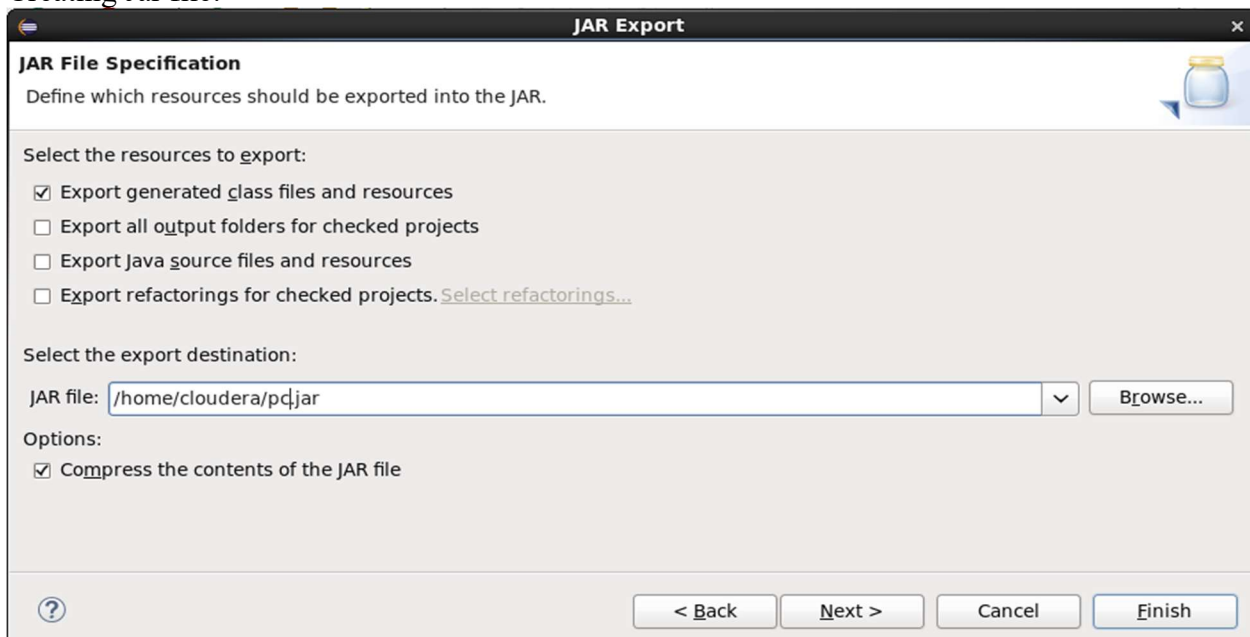 JAR Export
JAR File Specification
Define which resources should be exported into the JAR.
Select the resources to export:
Export generated class files and resources
Export all output folders for checked projects
Export Java source files and resources
Export refactorings for checked projects. Select refactorings...
Select the export destination:
JAR file: /home/cloudera/pc.jar Browse...
Options:
Compress the contents of the JAR file
? < Back Next > Cancel Finish